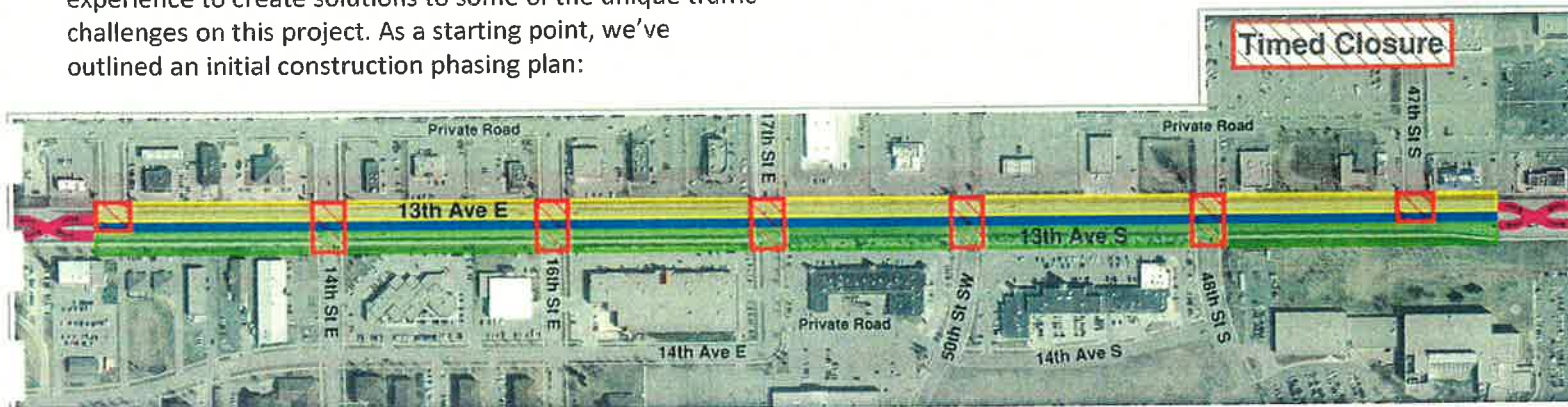 experience to create solutions to some of the unique traffic
challenges on this project. As a starting point, we've
outlined an initial construction phasing plan:
Timed Closure
Private Road
17th St E
Private Road
47th St S
13th Ave E
13th Ave S
14th St E
16th St E
Private Road
50th St SW
48th St S
14th Ave E
14th Ave S